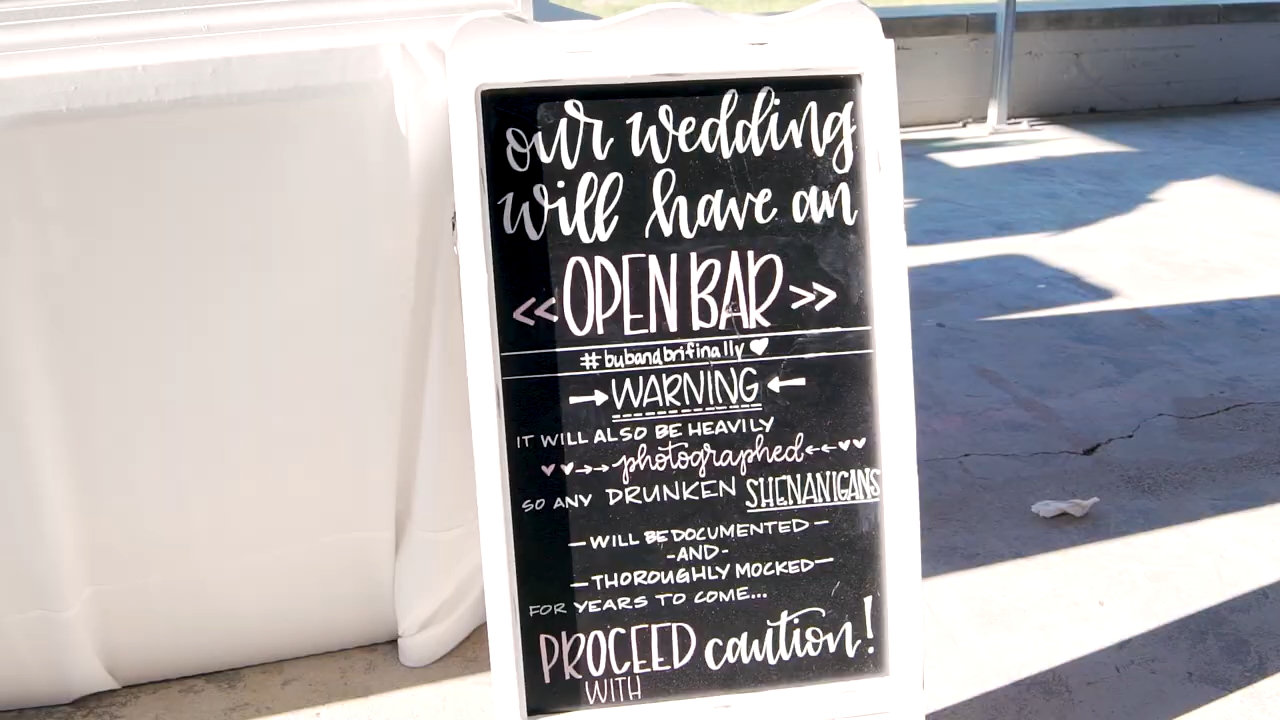 our wedding
will have an
<< OPEN BAR >>
#bubandbrifinally
WARNING
IT WILL ALSO BE HEAVILY
photographed
SO ANY DRUNKEN SHENANIGANS
—WILL BE DOCUMENTED—
-AND-
—THOROUGHLY MOCKED—
FOR YEARS TO COME...
PROCEED caution!
WITH